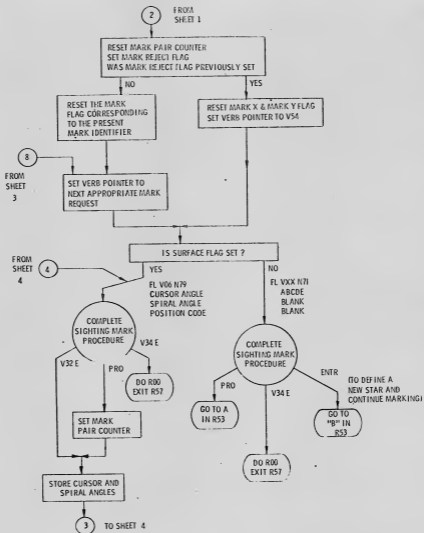 2
FROM
SHEET 1
RESET MARK PAIR COUNTER
SET MARK REJECT FLAG
WAS MARK REJECT FLAG PREVIOUSLY SET
NO
YES
RESET THE MARK
FLAG CORRESPONDING
TO THE PRESENT
MARK IDENTIFIER
RESET MARK X & MARK Y FLAG
SET VERB POINTER TO V54
8
FROM
SHEET
3
SET VERB POINTER TO
NEXT APPROPRIATE MARK
REQUEST
IS SURFACE FLAG SET ?
FROM
SHEET
4
4
YES
NO
FL V06 N79
CURSOR ANGLE
SPIRAL ANGLE
POSITION CODE
FL VXX N71
ABCDE
BLANK
BLANK
COMPLETE
SIGHTING MARK
PROCEDURE
V32 E
PRO
V34 E
DO R00
EXIT R57
SET MARK
PAIR COUNTER
STORE CURSOR AND
SPIRAL ANGLES
3
TO SHEET 4
COMPLETE
SIGHTING MARK
PROCEDURE
PRO
V34 E
ENTR
(TO DEFINE A
NEW STAR AND
CONTINUE MARKING)
GO TO A
IN R53
DO R00
EXIT R57
GO TO
"B" IN
R53